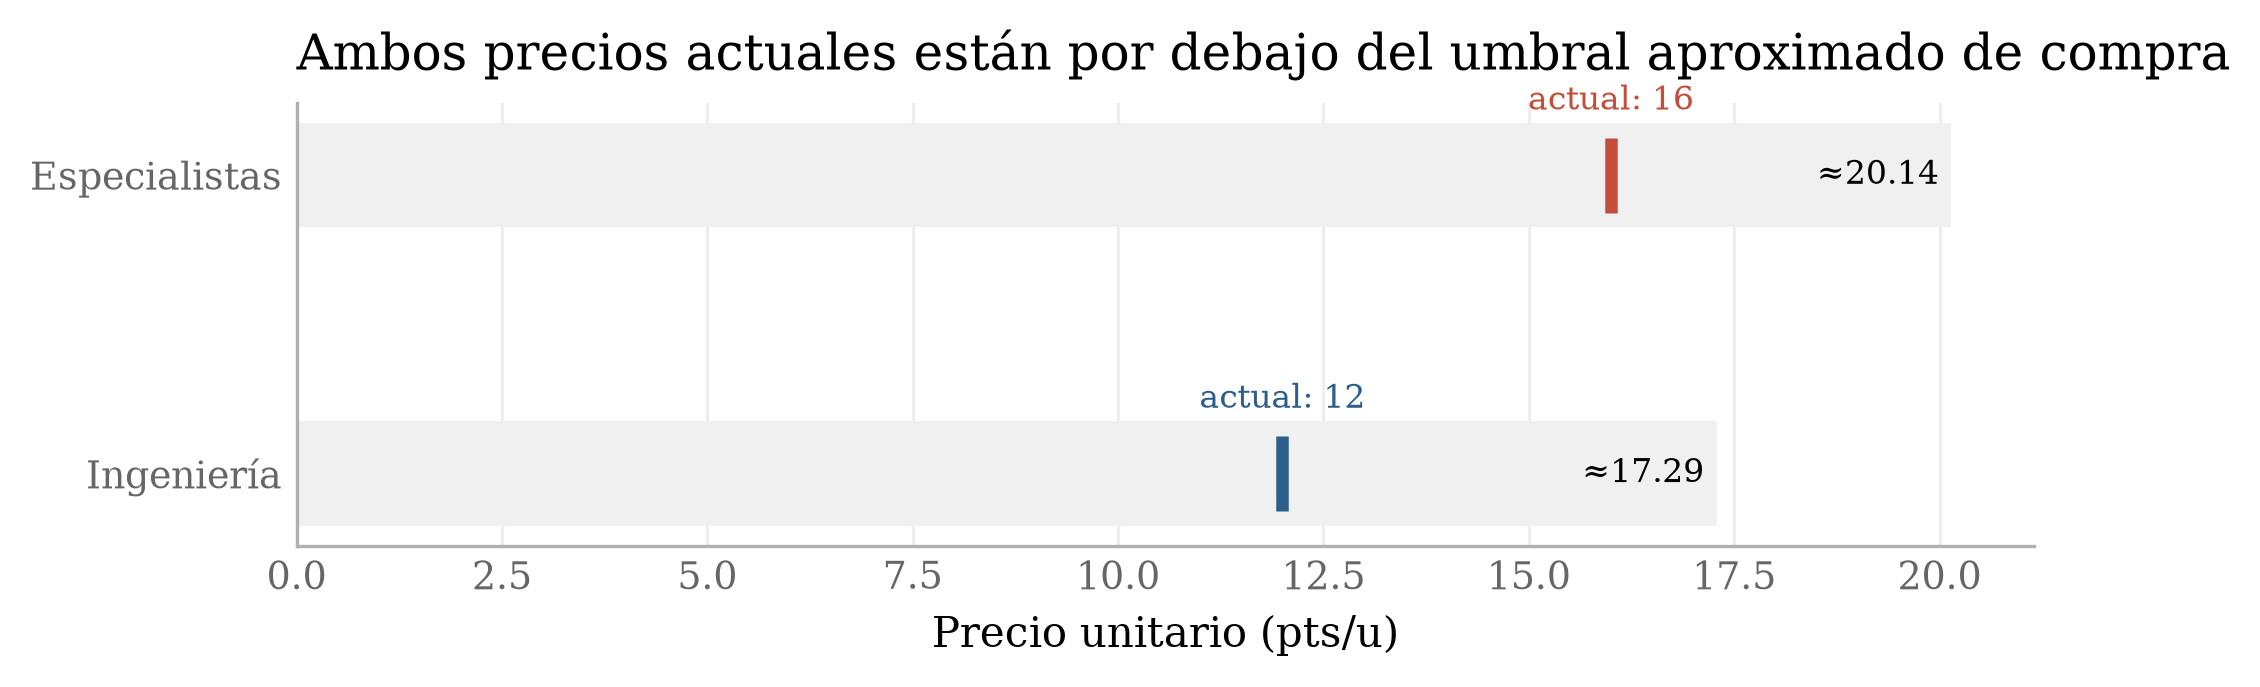 Ambos precios actuales están por debajo del umbral aproximado de compra
actual: 16
Especialistas
≈20.14
actual: 12
Ingeniería
≈17.29
0.0 2.5 5.0 7.5 10.0 12.5 15.0 17.5 20.0
Precio unitario (pts/u)